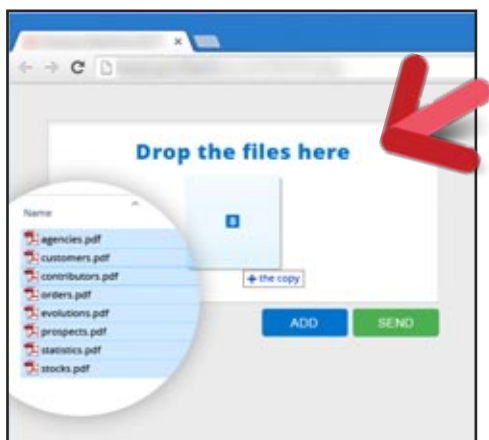 Drop the files here
8
+ the copy
ADD
SEND
Name
agencies.pdf
customers.pdf
contributors.pdf
orders.pdf
evolutions.pdf
prospects.pdf
statistics.pdf
stocks.pdf